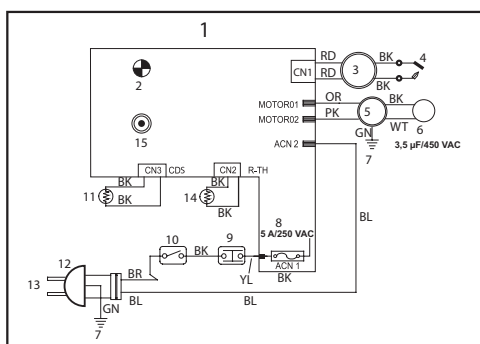 1
RD
BK
4
CN1
3
RD
BK
2
MOTOR01
OR
BK
5
MOTOR02
PK
6
15
GN
WT
ACN 2
7
3,5 µF/450 VAC
CN3
CDS
CN2
R-TH
BK
BK
11
14
BK
BK
BL
8
5 A/250 VAC
10
9
BK
12
BR
YL
ACN 1
BK
13
GN
BL
BL
7